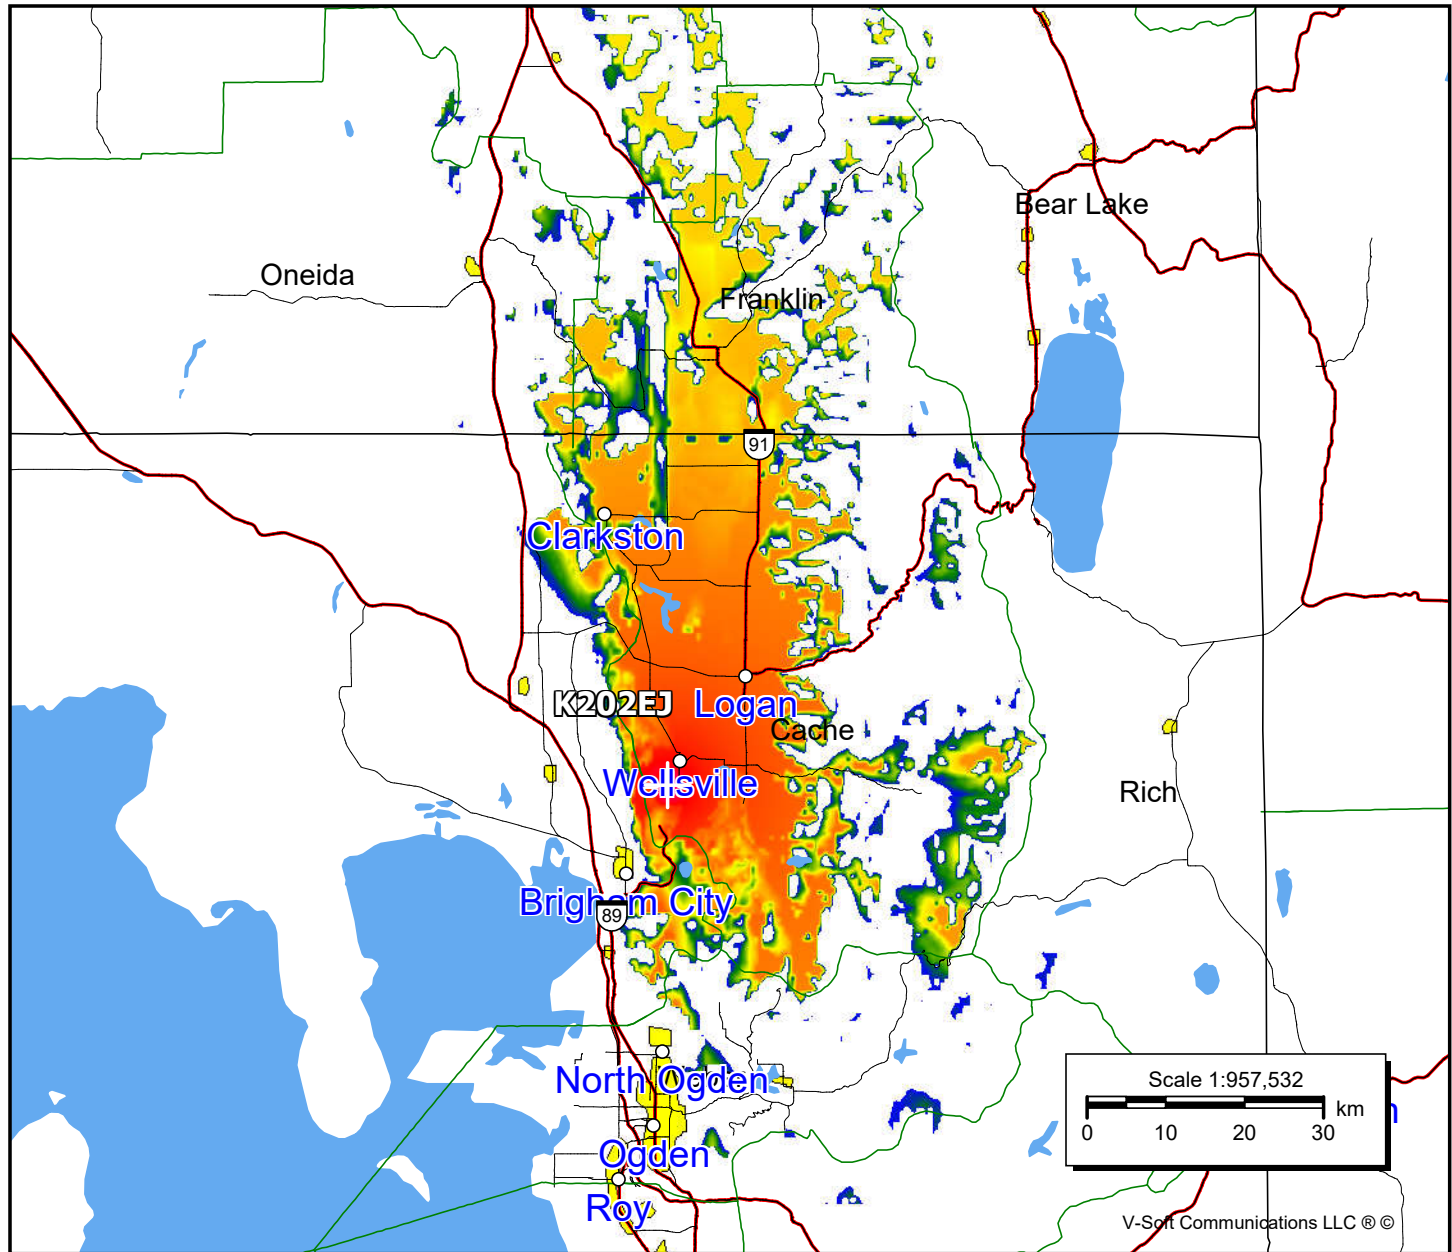 Bear Lake
Oneida
Franklin
91
Clarkston
K202EJ
Logan
Cache
Wellsville
Rich
Brigham City
89
North Ogden
Ogden
Roy
Scale 1:957,532
km
0 10 20 30
V-Soft Communications LLC ® ©